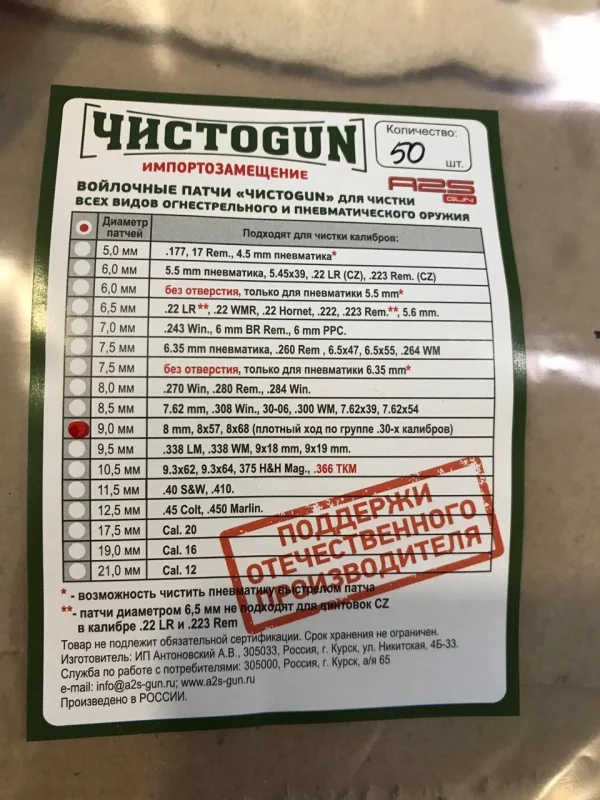 ЧИСТОGUN
Количество:
50 шт.
ИМПОРТОЗАМЕЩЕНИЕ
A2S
GUN
ВОЙЛОЧНЫЕ ПАТЧИ «ЧИСТОGUN» ДЛЯ ЧИСТКИ
ВСЕХ ВИДОВ ОГНЕСТРЕЛЬНОГО И ПНЕВМАТИЧЕСКОГО ОРУЖИЯ
Диаметр патчей Подходят для чистки калибров:
5,0 мм .177, 17 Rem., 4.5 mm пневматика*
6,0 мм 5.5 mm пневматика, 5.45x39, .22 LR (CZ), .223 Rem. (CZ)
6,0 мм без отверстия, только для пневматики 5.5 mm*
6,5 мм .22 LR**, .22 WMR, .22 Hornet, .222, .223 Rem.**, 5.6 mm.
7,0 мм .243 Win., 6 mm BR Rem., 6 mm PPC.
7,5 мм 6.35 mm пневматика, .260 Rem , 6.5x47, 6.5x55, .264 WM
7,5 мм без отверстия, только для пневматики 6.35 mm*
8,0 мм .270 Win, .280 Rem., .284 Win.
8,5 мм 7.62 mm, .308 Win., 30-06, .300 WM, 7.62x39, 7.62x54
9,0 мм 8 mm, 8x57, 8x68 (плотный ход по группе .30-х калибров)
9,5 мм .338 LM, .338 WM, 9x18 mm, 9x19 mm.
10,5 мм 9.3x62, 9.3x64, 375 H&H Mag., .366 TKM
11,5 мм .40 S&W, .410.
12,5 мм .45 Colt, .450 Marlin.
17,5 мм Cal. 20
19,0 мм Cal. 16
21,0 мм Cal. 12
ПОДДЕРЖИ
ОТЕЧЕСТВЕННОГО
ПРОИЗВОДИТЕЛЯ
* - возможность чистить пневматику выстрелом патча
**- патчи диаметром 6,5 мм не подходят для винтовок CZ
в калибре .22 LR и .223 Rem
Товар не подлежит обязательной сертификации. Срок хранения не ограничен.
Изготовитель: ИП Антоновский А.В., 305033, Россия, г. Курск, ул. Никитская, 4Б-33.
Служба по работе с потребителями: 305000, Россия, г. Курск, а/я 65
e-mail: info@a2s-gun.ru; www.a2s-gun.ru
Произведено в РОССИИ.